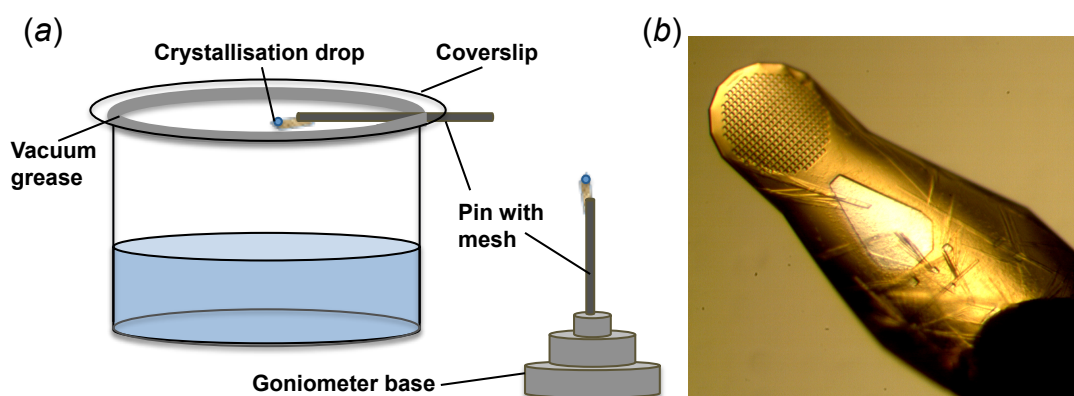 (a)
Crystallisation drop
Coverslip
Vacuum
grease
Pin with
mesh
Goniometer base
(b)